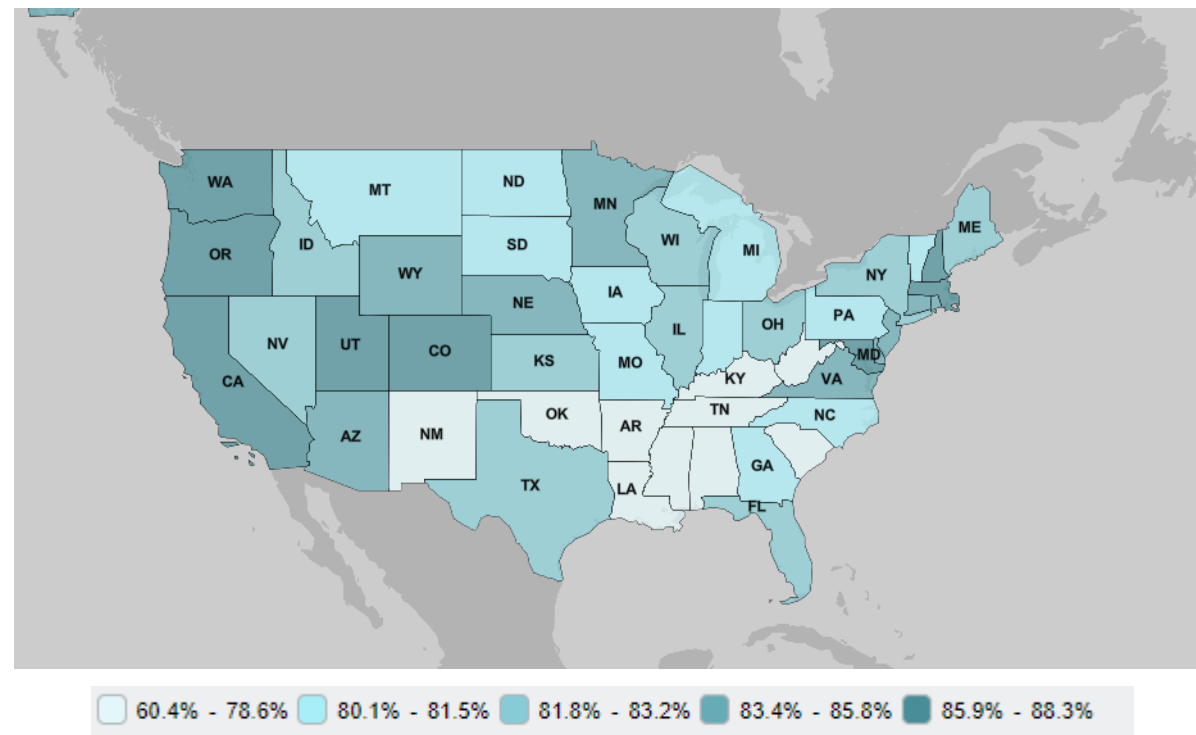 WA
MT
ND
MN
OR
ID
SD
WI
MI
ME
NY
WY
IA
NE
PA
OH
IL
NV
UT
CO
KS
MO
MD
CA
KY
VA
TN
NC
OK
AR
AZ
NM
GA
TX
LA
FL
60.4% - 78.6% 80.1% - 81.5% 81.8% - 83.2% 83.4% - 85.8% 85.9% - 88.3%